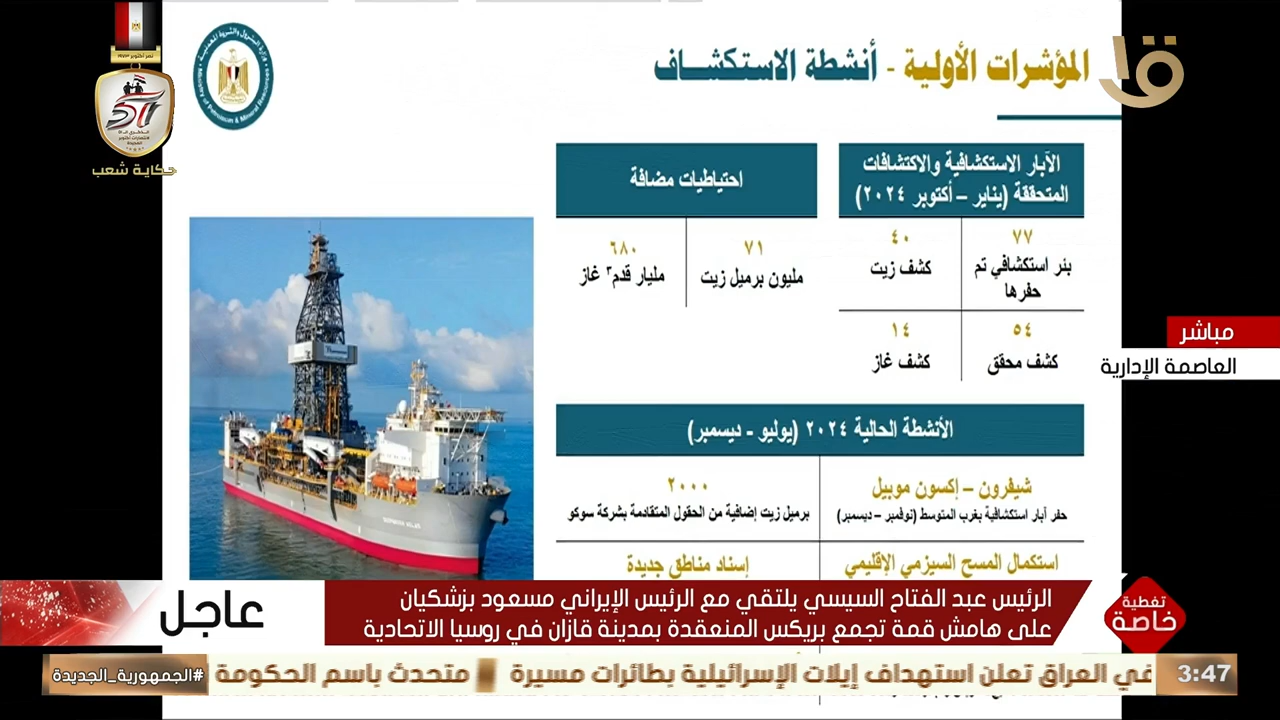 نصر أكتوبر ١٩٧٣
حكاية شعب
المؤشرات الأولية - أنشطة الاستكشاف
الآبار الاستكشافية والاكتشافات
المتحققة (يناير – أكتوبر ٢٠٢٤)
٧٧
بئر استكشافي تم
حفرها
٤٠
كشف زيت
٥٤
كشف محقق
١٤
كشف غاز
احتياطيات مضافة
٧١
مليون برميل زيت
٦٨٠
مليار قدم٣ غاز
الأنشطة الحالية ٢٠٢٤ (يوليو - ديسمبر)
شيفرون – إكسون موبيل
حفر آبار استكشافية بغرب المتوسط (نوفمبر – ديسمبر)
٢٠٠٠
برميل زيت إضافية من الحقول المتقادمة بشركة سوكو
استكمال المسح السيزمي الإقليمي
إسناد مناطق جديدة
مباشر
العاصمة الإدارية
تغطية
خاصة
عاجل
الرئيس عبد الفتاح السيسي يلتقي مع الرئيس الإيراني مسعود بزشكيان
على هامش قمة تجمع بريكس المنعقدة بمدينة قازان في روسيا الاتحادية
3:47
في العراق تعلن استهداف إيلات الإسرائيلية بطائرات مسيرة متحدث باسم الحكومة
#الجمهورية_الجديدة